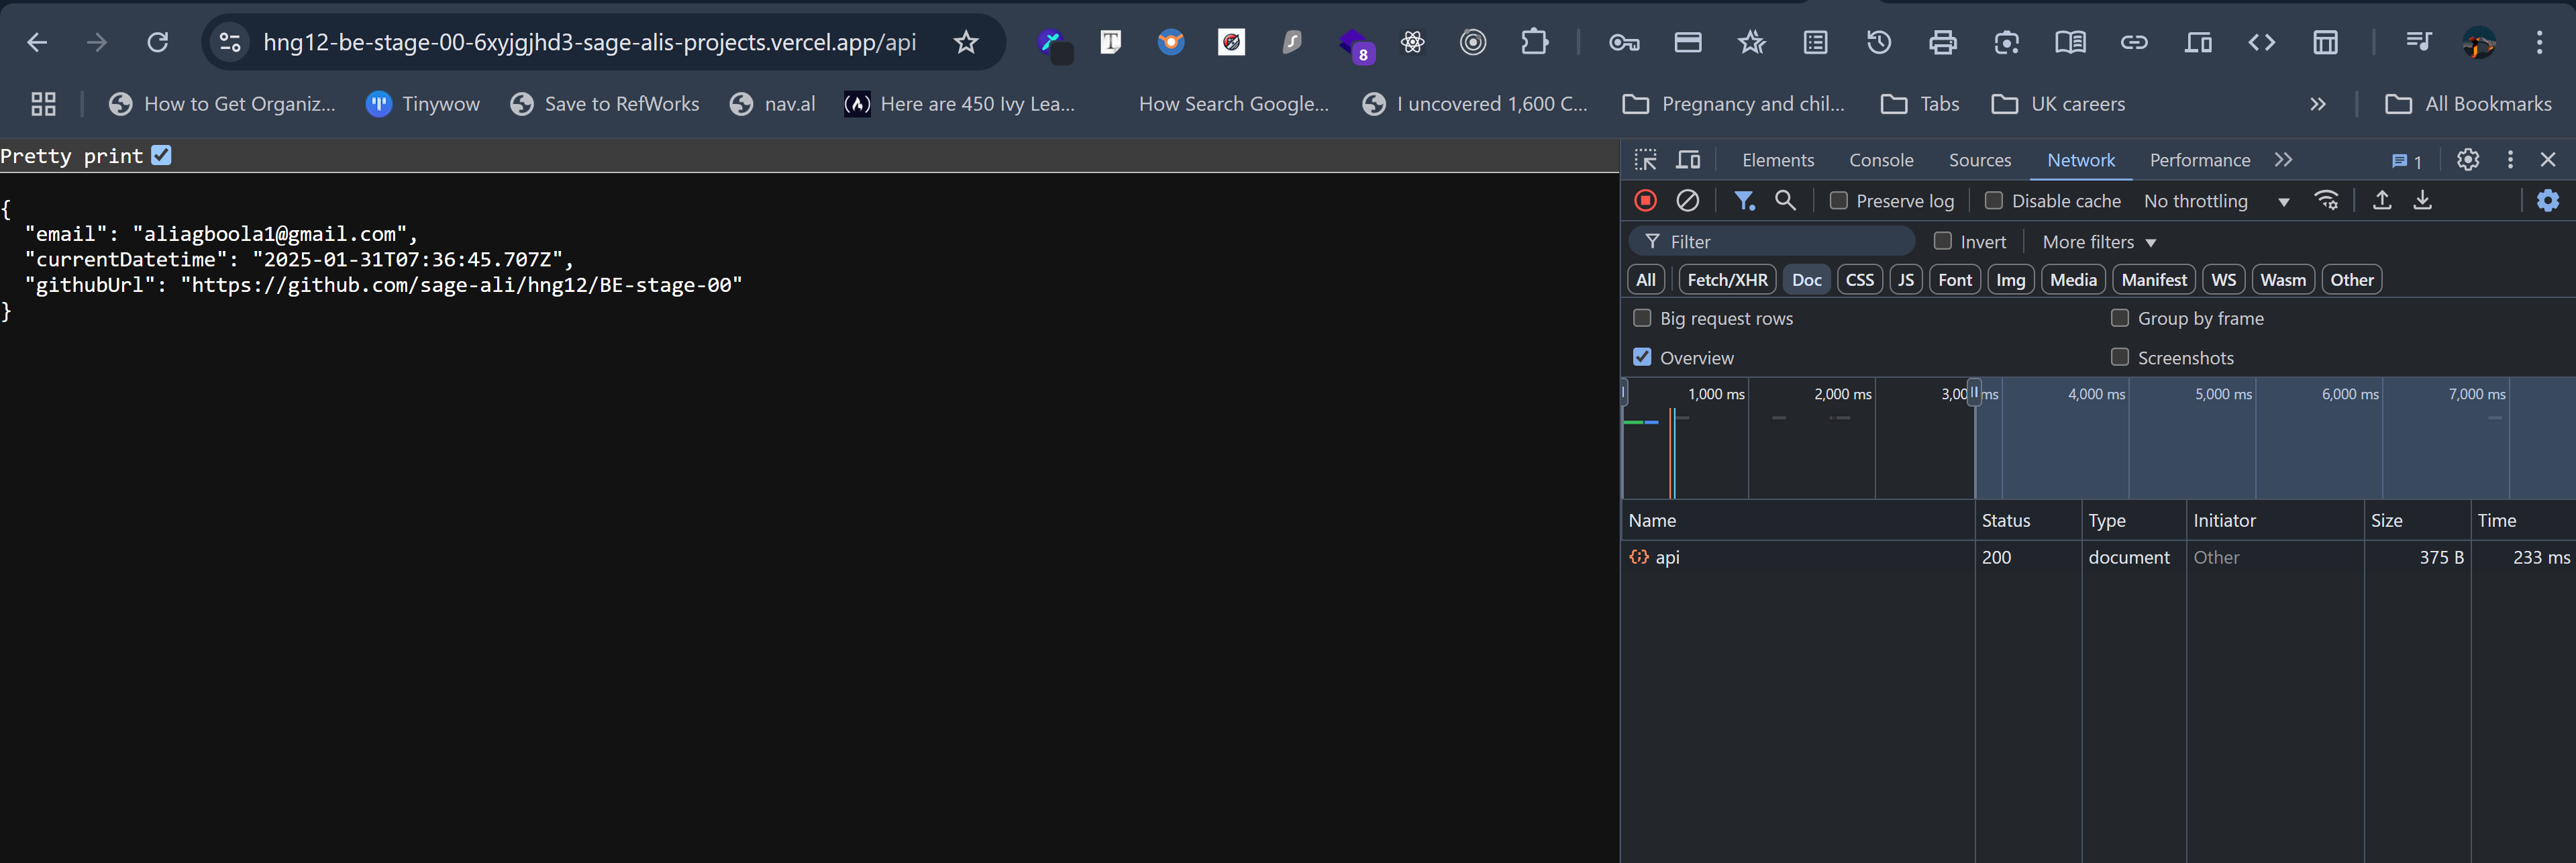 hng12-be-stage-00-6xyjgjhd3-sage-alis-projects.vercel.app/api
T
8
How to Get Organiz...
Tinywow
Save to RefWorks
nav.al
Here are 450 Ivy Lea...
How Search Google...
I uncovered 1,600 C...
Pregnancy and chil...
Tabs
UK careers
All Bookmarks
Pretty print
{
"email": "aliagboola1@gmail.com",
"currentDatetime": "2025-01-31T07:36:45.707Z",
"githubUrl": "https://github.com/sage-ali/hng12/BE-stage-00"
}
Elements Console Sources Network Performance 1
Preserve log Disable cache No throttling
Filter Invert More filters
All Fetch/XHR Doc CSS JS Font Img Media Manifest WS Wasm Other
Big request rows Group by frame
Overview Screenshots
1,000 ms 2,000 ms 3,00 ms 4,000 ms 5,000 ms 6,000 ms 7,000 ms
Name Status Type Initiator Size Time
api 200 document Other 375 B 233 ms